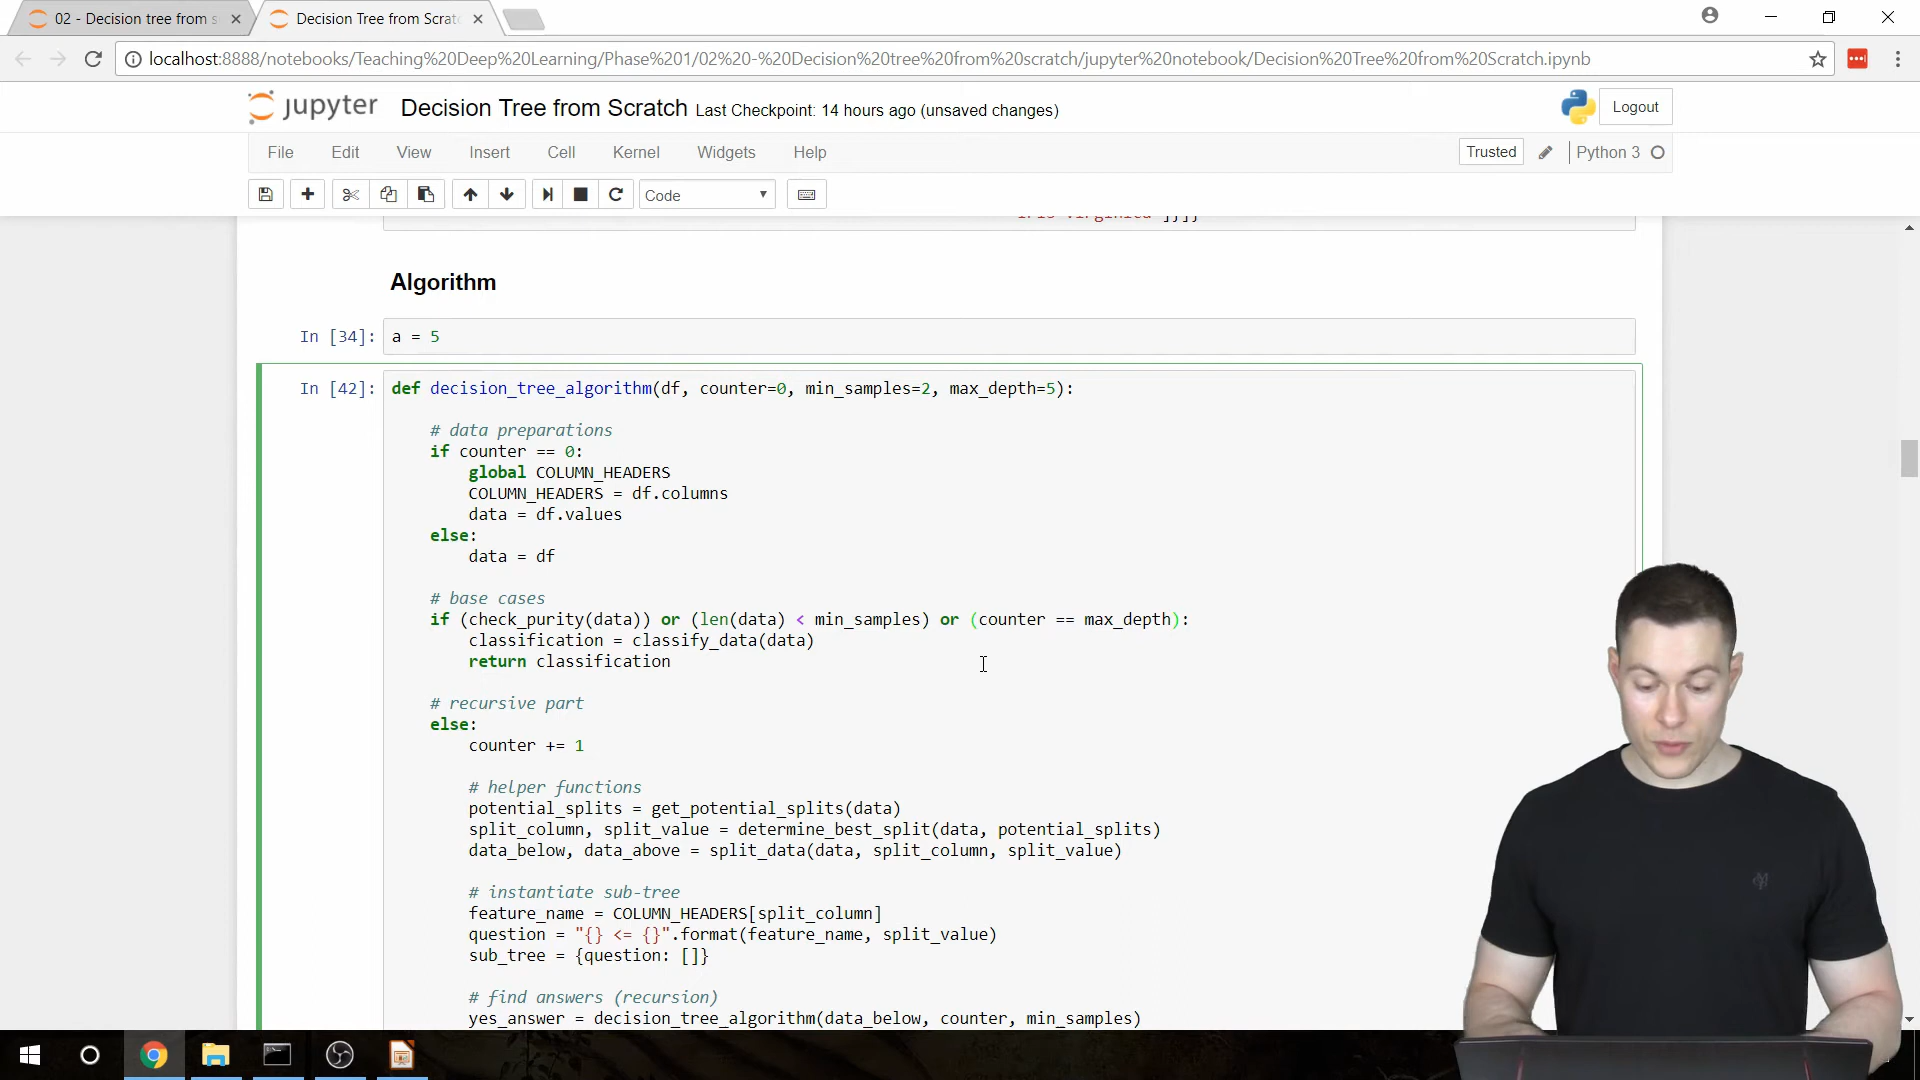 02 - Decision tree from s
Decision Tree from Scrat
localhost:8888/notebooks/Teaching%20Deep%20Learning/Phase%201/02%20-%20Decision%20tree%20from%20scratch/jupyter%20notebook/Decision%20Tree%20from%20Scratch.ipynb
jupyter Decision Tree from Scratch Last Checkpoint: 14 hours ago (unsaved changes)
Logout
File Edit View Insert Cell Kernel Widgets Help
Trusted
Python 3
Code
Algorithm
In [34]: a = 5
In [42]: def decision_tree_algorithm(df, counter=0, min_samples=2, max_depth=5):
# data preparations
if counter == 0:
global COLUMN_HEADERS
COLUMN_HEADERS = df.columns
data = df.values
else:
data = df
# base cases
if (check_purity(data)) or (len(data) < min_samples) or (counter == max_depth):
classification = classify_data(data)
return classification
# recursive part
else:
counter += 1
# helper functions
potential_splits = get_potential_splits(data)
split_column, split_value = determine_best_split(data, potential_splits)
data_below, data_above = split_data(data, split_column, split_value)
# instantiate sub-tree
feature_name = COLUMN_HEADERS[split_column]
question = "{} <= {}".format(feature_name, split_value)
sub_tree = {question: []}
# find answers (recursion)
yes_answer = decision_tree_algorithm(data_below, counter, min_samples)